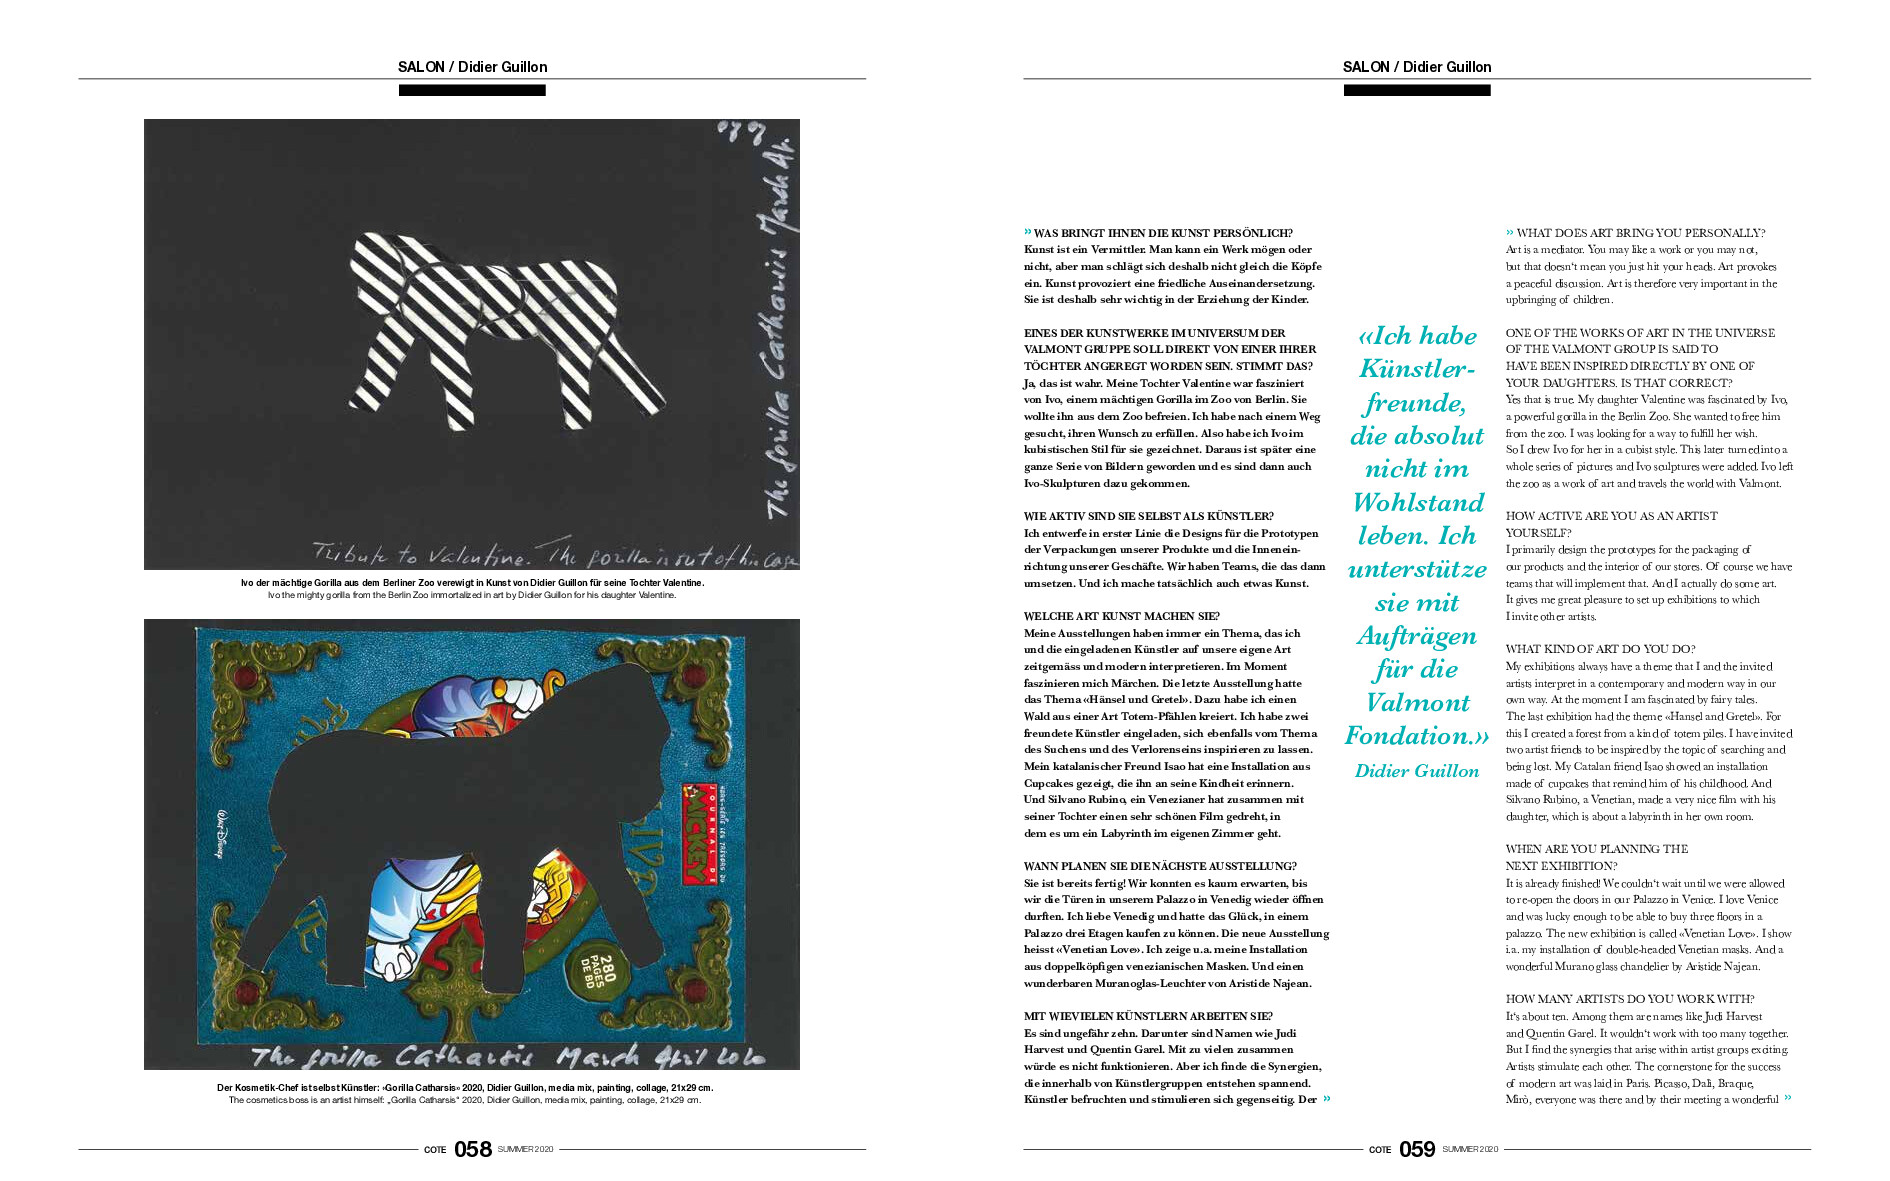 SALON / Didier Guillon
og og
The gorilla Catharsis March Ap.
Tribute to Valentine. The gorilla is out of his cage
Ivo der mächtige Gorilla aus dem Berliner Zoo verewigt in Kunst von Didier Guillon für seine Tochter Valentine.
Ivo the mighty gorilla from the Berlin Zoo immortalized in art by Didier Guillon for his daughter Valentine.
Walt Disney
HORS-SÉRIE LES TRÉSORS DU
JOURNAL DE
MICKEY
280
PAGES
DE BD
The gorilla Catharsis March April 2020
Der Kosmetik-Chef ist selbst Künstler: ‹Gorilla Catharsis» 2020, Didier Guillon, media mix, painting, collage, 21x29 cm.
The cosmetics boss is an artist himself: „Gorilla Catharsis“ 2020, Didier Guillon, media mix, painting, collage, 21x29 cm.
COTE 058 SUMMER 2020
SALON / Didier Guillon
» WAS BRINGT IHNEN DIE KUNST PERSÖNLICH?
Kunst ist ein Vermittler. Man kann ein Werk mögen oder
nicht, aber man schlägt sich deshalb nicht gleich die Köpfe
ein. Kunst provoziert eine friedliche Auseinandersetzung.
Sie ist deshalb sehr wichtig in der Erziehung der Kinder.
EINES DER KUNSTWERKE IM UNIVERSUM DER
VALMONT GRUPPE SOLL DIREKT VON EINER IHRER
TÖCHTER ANGEREGT WORDEN SEIN. STIMMT DAS?
Ja, das ist wahr. Meine Tochter Valentine war fasziniert
von Ivo, einem mächtigen Gorilla im Zoo von Berlin. Sie
wollte ihn aus dem Zoo befreien. Ich habe nach einem Weg
gesucht, ihren Wunsch zu erfüllen. Also habe ich Ivo im
kubistischen Stil für sie gezeichnet. Daraus ist später eine
ganze Serie von Bildern geworden und es sind dann auch
Ivo-Skulpturen dazu gekommen.
WIE AKTIV SIND SIE SELBST ALS KÜNSTLER?
Ich entwerfe in erster Linie die Designs für die Prototypen
der Verpackungen unserer Produkte und die Innenein-
richtung unserer Geschäfte. Wir haben Teams, die das dann
umsetzen. Und ich mache tatsächlich auch etwas Kunst.
WELCHE ART KUNST MACHEN SIE?
Meine Ausstellungen haben immer ein Thema, das ich
und die eingeladenen Künstler auf unsere eigene Art
zeitgemäss und modern interpretieren. Im Moment
faszinieren mich Märchen. Die letzte Ausstellung hatte
das Thema «Hänsel und Gretel». Dazu habe ich einen
Wald aus einer Art Totem-Pfählen kreiert. Ich habe zwei
freundete Künstler eingeladen, sich ebenfalls vom Thema
des Suchens und des Verlorenseins inspirieren zu lassen.
Mein katalanischer Freund Isao hat eine Installation aus
Cupcakes gezeigt, die ihn an seine Kindheit erinnern.
Und Silvano Rubino, ein Venezianer hat zusammen mit
seiner Tochter einen sehr schönen Film gedreht, in
dem es um ein Labyrinth im eigenen Zimmer geht.
WANN PLANEN SIE DIE NÄCHSTE AUSSTELLUNG?
Sie ist bereits fertig! Wir konnten es kaum erwarten, bis
wir die Türen in unserem Palazzo in Venedig wieder öffnen
durften. Ich liebe Venedig und hatte das Glück, in einem
Palazzo drei Etagen kaufen zu können. Die neue Ausstellung
heisst «Venetian Love». Ich zeige u.a. meine Installation
aus doppelköpfigen venezianischen Masken. Und einen
wunderbaren Muranoglas-Leuchter von Aristide Najean.
MIT WIEVIELEN KÜNSTLERN ARBEITEN SIE?
Es sind ungefähr zehn. Darunter sind Namen wie Judi
Harvest und Quentin Garel. Mit zu vielen zusammen
würde es nicht funktionieren. Aber ich finde die Synergien,
die innerhalb von Künstlergruppen entstehen spannend.
Künstler befruchten und stimulieren sich gegenseitig. Der »
«Ich habe
Künstler-
freunde,
die absolut
nicht im
Wohlstand
leben. Ich
unterstütze
sie mit
Aufträgen
für die
Valmont
Fondation.»
Didier Guillon
» WHAT DOES ART BRING YOU PERSONALLY?
Art is a mediator. You may like a work or you may not,
but that doesn't mean you just hit your heads. Art provokes
a peaceful discussion. Art is therefore very important in the
upbringing of children.
ONE OF THE WORKS OF ART IN THE UNIVERSE
OF THE VALMONT GROUP IS SAID TO
HAVE BEEN INSPIRED DIRECTLY BY ONE OF
YOUR DAUGHTERS. IS THAT CORRECT?
Yes that is true. My daughter Valentine was fascinated by Ivo,
a powerful gorilla in the Berlin Zoo. She wanted to free him
from the zoo. I was looking for a way to fulfill her wish.
So I drew Ivo for her in a cubist style. This later turned into a
whole series of pictures and Ivo sculptures were added. Ivo left
the zoo as a work of art and travels the world with Valmont.
HOW ACTIVE ARE YOU AS AN ARTIST
YOURSELF?
I primarily design the prototypes for the packaging of
our products and the interior of our stores. Of course we have
teams that will implement that. And I actually do some art.
It gives me great pleasure to set up exhibitions to which
I invite other artists.
WHAT KIND OF ART DO YOU DO?
My exhibitions always have a theme that I and the invited
artists interpret in a contemporary and modern way in our
own way. At the moment I am fascinated by fairy tales.
The last exhibition had the theme «Hansel and Gretel». For
this I created a forest from a kind of totem piles. I have invited
two artist friends to be inspired by the topic of searching and
being lost. My Catalan friend Isao showed an installation
made of cupcakes that remind him of his childhood. And
Silvano Rubino, a Venetian, made a very nice film with his
daughter, which is about a labyrinth in her own room.
WHEN ARE YOU PLANNING THE
NEXT EXHIBITION?
It is already finished! We couldn't wait until we were allowed
to re-open the doors in our Palazzo in Venice. I love Venice
and was lucky enough to be able to buy three floors in a
palazzo. The new exhibition is called «Venetian Love». I show
i.a. my installation of double-headed Venetian masks. And a
wonderful Murano glass chandelier by Aristide Najean.
HOW MANY ARTISTS DO YOU WORK WITH?
It's about ten. Among them are names like Judi Harvest
and Quentin Garel. It wouldn't work with too many together.
But I find the synergies that arise within artist groups exciting.
Artists stimulate each other. The cornerstone for the success
of modern art was laid in Paris. Picasso, Dalì, Braque,
Mirò, everyone was there and by their meeting a wonderful »
COTE 059 SUMMER 2020